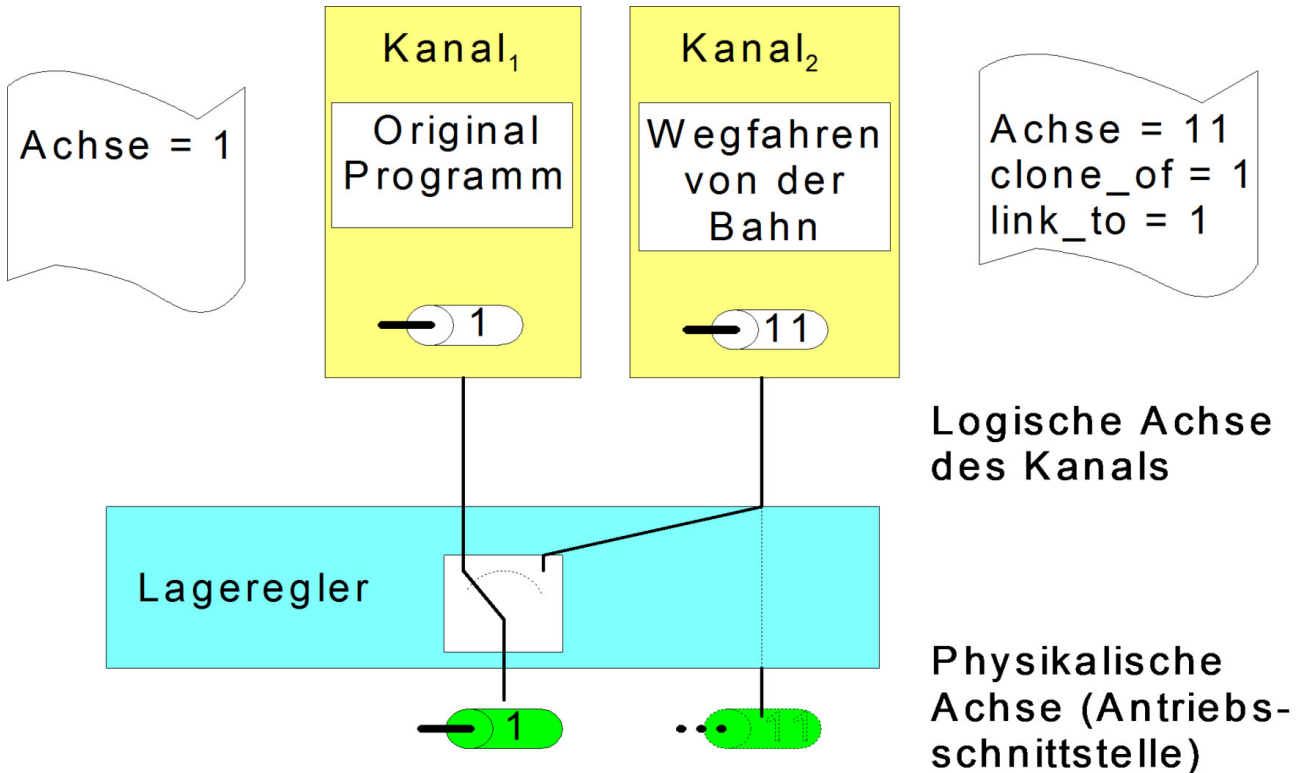 Kanal₁
Kanal₂
Achse = 1
Original
Programm
Wegfahren
von der
Bahn
Achse = 11
clone_of = 1
link_to = 1
1
11
Logische Achse
des Kanals
Lageregler
Physikalische
Achse (Antriebs-
schnittstelle)
1
11